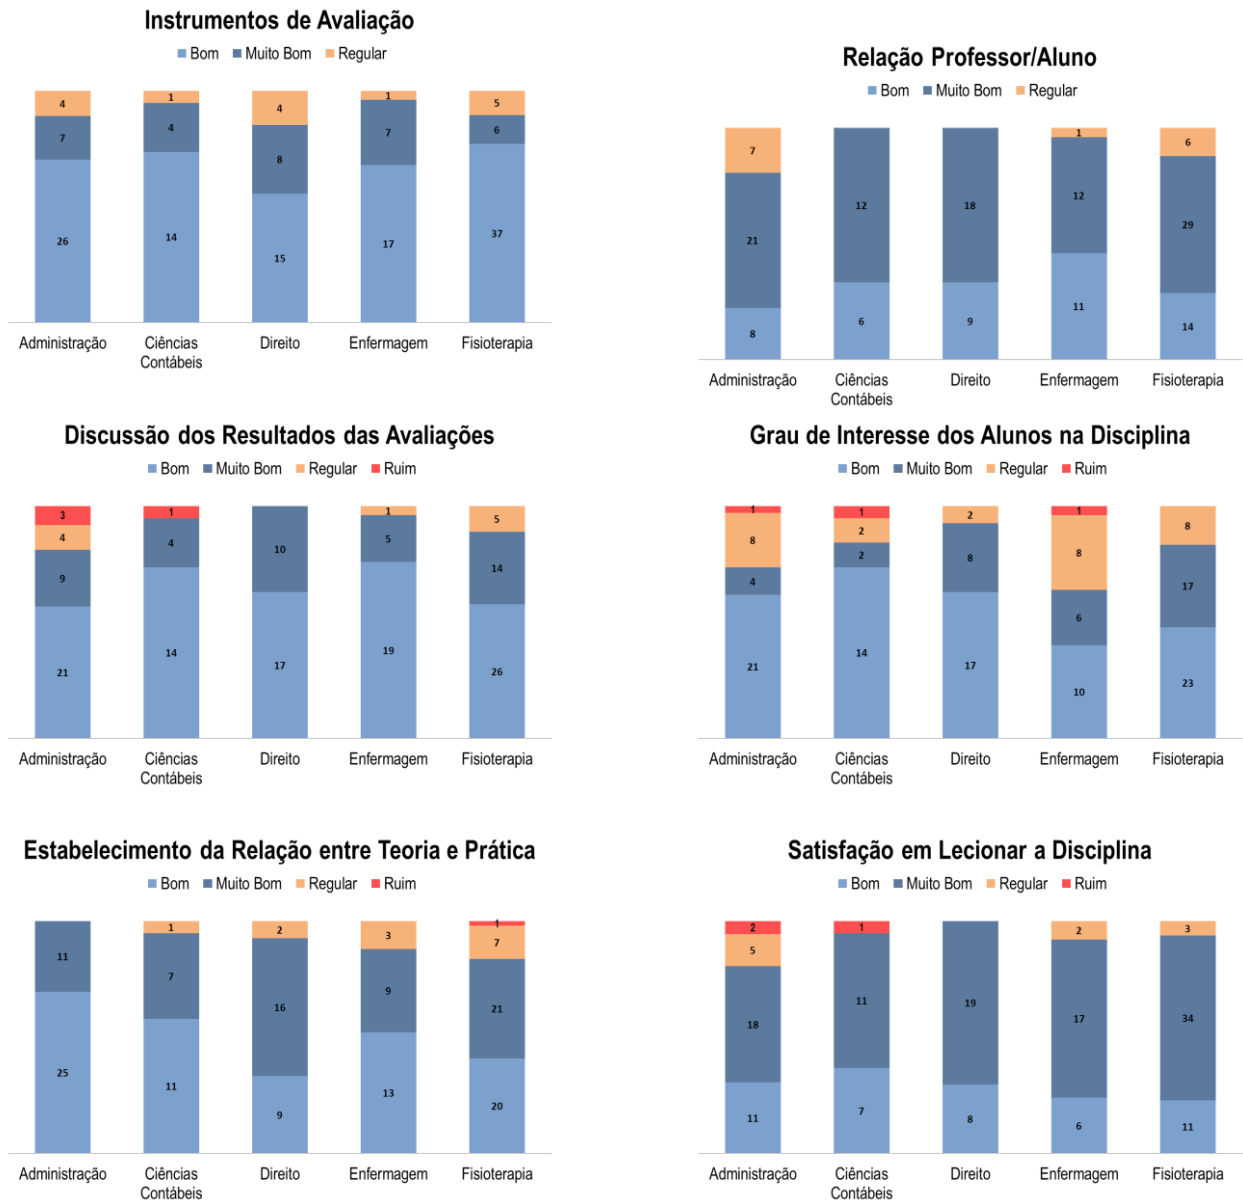 Instrumentos de Avaliação
Bom Muito Bom Regular
4 1 4 1 5
7 4 8 7 6
26 14 15 17 37
Administração Ciências Contábeis Direito Enfermagem Fisioterapia
Relação Professor/Aluno
Bom Muito Bom Regular
7 1 6
21 12 18 12 29
8 6 9 11 14
Administração Ciências Contábeis Direito Enfermagem Fisioterapia
Discussão dos Resultados das Avaliações
Bom Muito Bom Regular Ruim
3 1
4 1 5
9 4 10 5 14
21 14 17 19 26
Administração Ciências Contábeis Direito Enfermagem Fisioterapia
Grau de Interesse dos Alunos na Disciplina
Bom Muito Bom Regular Ruim
1 1 1
8 2 2 8 8
4 2 8 6 17
21 14 17 10 23
Administração Ciências Contábeis Direito Enfermagem Fisioterapia
Estabelecimento da Relação entre Teoria e Prática
Bom Muito Bom Regular Ruim
1
1 2 3 7
11 7 16 9 21
25 11 9 13 20
Administração Ciências Contábeis Direito Enfermagem Fisioterapia
Satisfação em Lecionar a Disciplina
Bom Muito Bom Regular Ruim
2 1
5 2 3
18 11 19 17 34
11 7 8 6 11
Administração Ciências Contábeis Direito Enfermagem Fisioterapia